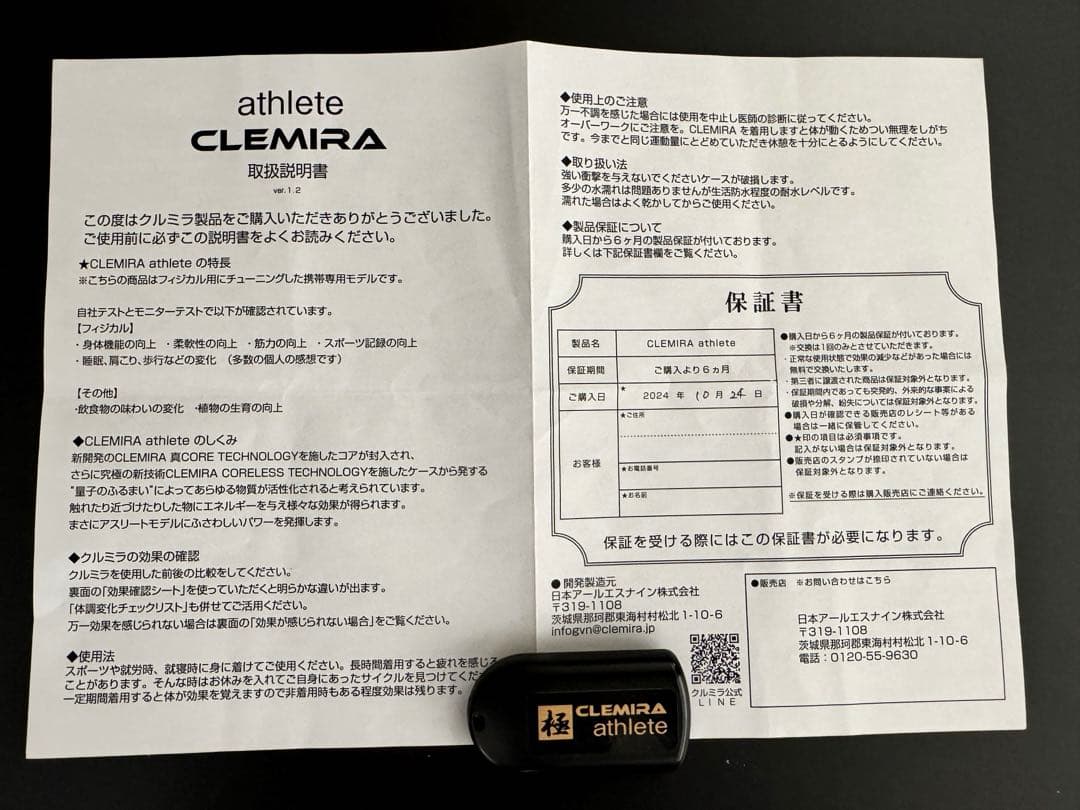 athlete
CLEMIRA
取扱説明書
ver.1.2
この度はクルミラ製品をご購入いただきありがとうございました。
ご使用前に必ずこの説明書をよくお読みください。
★CLEMIRA athlete の特長
※こちらの商品はフィジカル用にチューニングした携帯専用モデルです。
自社テストとモニターテストで以下が確認されています。
【フィジカル】
・身体機能の向上 ・柔軟性の向上 ・筋力の向上 ・スポーツ記録の向上
・睡眠、肩こり、歩行などの変化 (多数の個人の感想です)
【その他】
・飲食物の味わいの変化 ・植物の生育の向上
◆CLEMIRA athlete のしくみ
新開発のCLEMIRA 真CORE TECHNOLOGYを施したコアが封入され、
さらに究極の新技術CLEMIRA CORELESS TECHNOLOGYを施したケースから発する
“量子のふるまい”によってあらゆる物質が活性化されると考えられています。
触れたり近づけたりした物にエネルギーを与え様々な効果が得られます。
まさにアスリートモデルにふさわしいパワーを発揮します。
◆クルミラの効果の確認
クルミラを使用した前後の比較をしてください。
裏面の「効果確認シート」を使っていただくと明らかな違いが出ます。
「体調変化チェックリスト」も併せてご活用ください。
万一効果を感じられない場合は裏面の「効果が感じられない場合」をご覧ください。
◆使用法
スポーツや就労時、就寝時に身に着けてご使用ください。長時間着用すると疲れを感じる
ことがあります。そんな時はお休みを入れてご自身にあったサイクルを見つけてくだ
一定期間着用すると体が効果を覚えますので非着用時もある程度効果は残ります。
◆使用上のご注意
万一不調を感じた場合には使用を中止し医師の診断に従ってください。
オーバーワークにご注意を。CLEMIRA を着用しますと体が動くためつい無理をしがち
です。今までと同じ運動量にとどめていただき休憩を十分にとるようにしてください。
◆取り扱い法
強い衝撃を与えないでくださいケースが破損します。
多少の水濡れは問題ありませんが生活防水程度の耐水レベルです。
濡れた場合はよく乾かしてからご使用ください。
◆製品保証について
購入日から6ヶ月の製品保証が付いております。
詳しくは下記保証書欄をご覧ください。
保証書
製品名 CLEMIRA athlete
保証期間 ご購入より6ヵ月
ご購入日 ★ 2024 年 10 月 24 日
お客様
★ご住所
★お電話番号
★お名前
●購入日から6ヶ月の製品保証が付いております。
※交換は1回のみとさせていただきます。
・正常な使用状態で効果の減少などがあった場合には
無料で交換いたします。
・第三者に譲渡された商品は保証対象外となります。
・保証期間内であっても突発的、外来的な事案による
破損や分解、紛失については保証対象外となります。
●購入日が確認できる販売店のレシート等がある
場合は一緒に保管してください。
●★印の項目は必須事項です。
記入がない場合は保証対象外となります。
●販売店のスタンプが捺印されていない場合は
保証対象外となります。
※保証を受ける際は購入販売店にご連絡ください。
保証を受ける際にはこの保証書が必要になります。
●開発製造元
日本アールエスナイン株式会社
〒319-1108
茨城県那珂郡東海村村松北 1-10-6
infogvn@clemira.jp
クルミラ公式
LINE
●販売店 ※お問い合わせはこちら
日本アールエスナイン株式会社
〒319-1108
茨城県那珂郡東海村村松北 1-10-6
電話：0120-55-9630
極 CLEMIRA
athlete